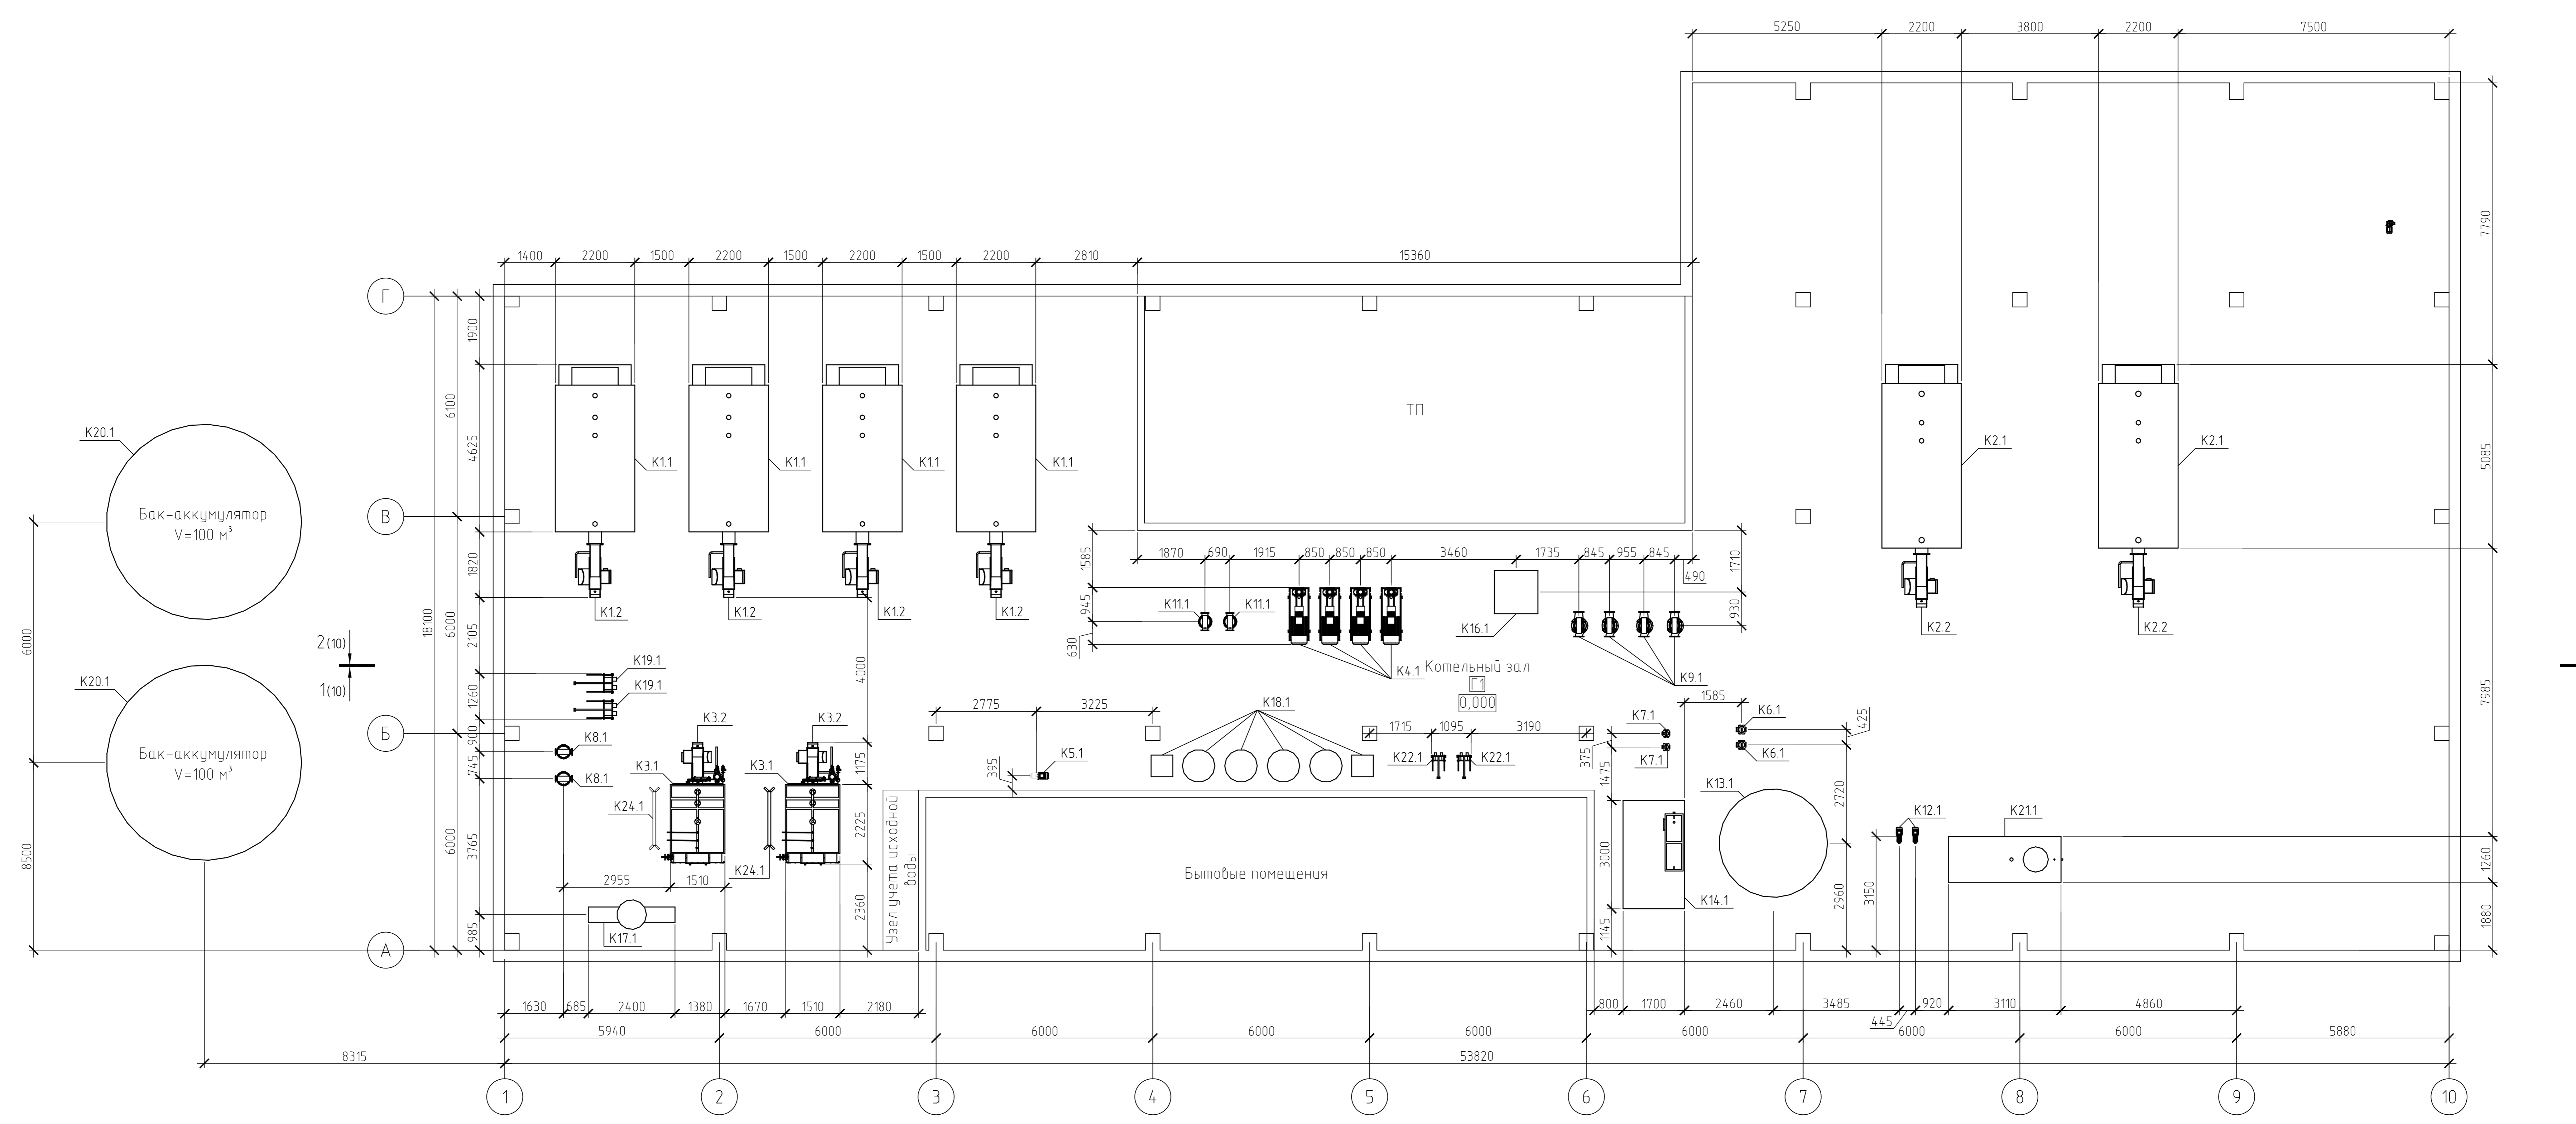 5250 2200 3800 2200 7500
1400 2200 1500 2200 1500 2200 1500 2200 2810 15360
7790
Г
1900
6100
4625
18100
К20.1
Бак-аккумулятор
V=100 м³
К1.1 К1.1 К1.1 К1.1
ТП
К2.1 К2.1
5085
В
1585 1870 690 1915 850 850 850 3460 1735 845 955 845 490 1710
1820
К1.2 К1.2 К1.2 К1.2
945 К11.1 К11.1 К16.1 930
К2.2 К2.2
6000
6000
2105
630
2(10)
1(10)
4000
К4.1 Котельный зал
Г1
0,000
К9.1
7985
К19.1
К19.1
1260
К20.1
Бак-аккумулятор
V=100 м³
Б
900
2775 3225
К18.1
1715 1095 3190
1585
К7.1 К6.1 425
К7.1 К6.1
375
К3.2 К3.2
К8.1
К8.1
745
1175
К3.1 К3.1
395 К5.1
К22.1 К22.1
1475
К13.1
2720
8500
6000
3765
К24.1
К24.1
2225
Узел учета исходной
воды
Бытовые помещения
3000
К12.1 К21.1
1260
2955 1510
2360
К14.1
2960
3150
1880
985
К17.1
1145
А
1630 685 2400 1380 1670 1510 2180 800 1700 2460 3485 445 920 3110 4860
5940 6000 6000 6000 6000 6000 6000 6000 5880
8315 53820
1 2 3 4 5 6 7 8 9 10